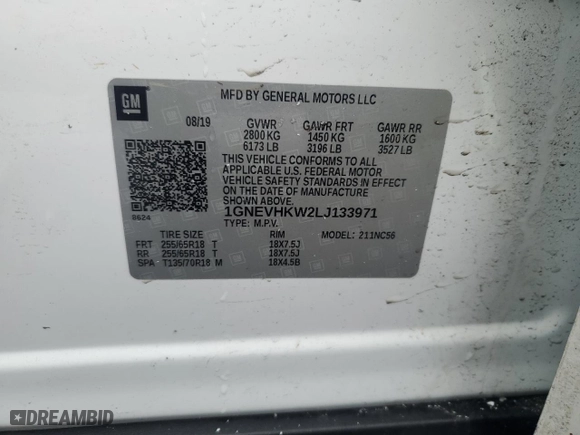 GM
MFD BY GENERAL MOTORS LLC
08/19 GVWR GAWR FRT GAWR RR
2800 KG 1450 KG 1600 KG
6173 LB 3196 LB 3527 LB
THIS VEHICLE CONFORMS TO ALL
APPLICABLE U.S. FEDERAL MOTOR
VEHICLE SAFETY STANDARDS IN EFFECT
ON THE DATE OF MANUFACTURE
SHOWN ABOVE.
8624
1GNEVHKW2LJ133971
TYPE: M.P.V. MODEL: 211NC56
TIRE SIZE RIM
FRT 255/65R18 T 18X7.5J
RR 255/65R18 T 18X7.5J
SPA T135/70R18 M 18X4.5B
DREAMBID